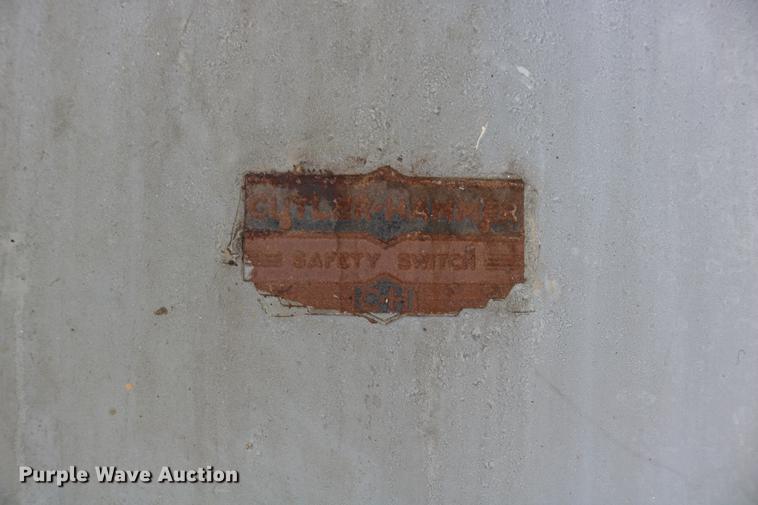 CUTLER-HAMMER
SAFETY SWITCH
C-H
Purple Wave Auction